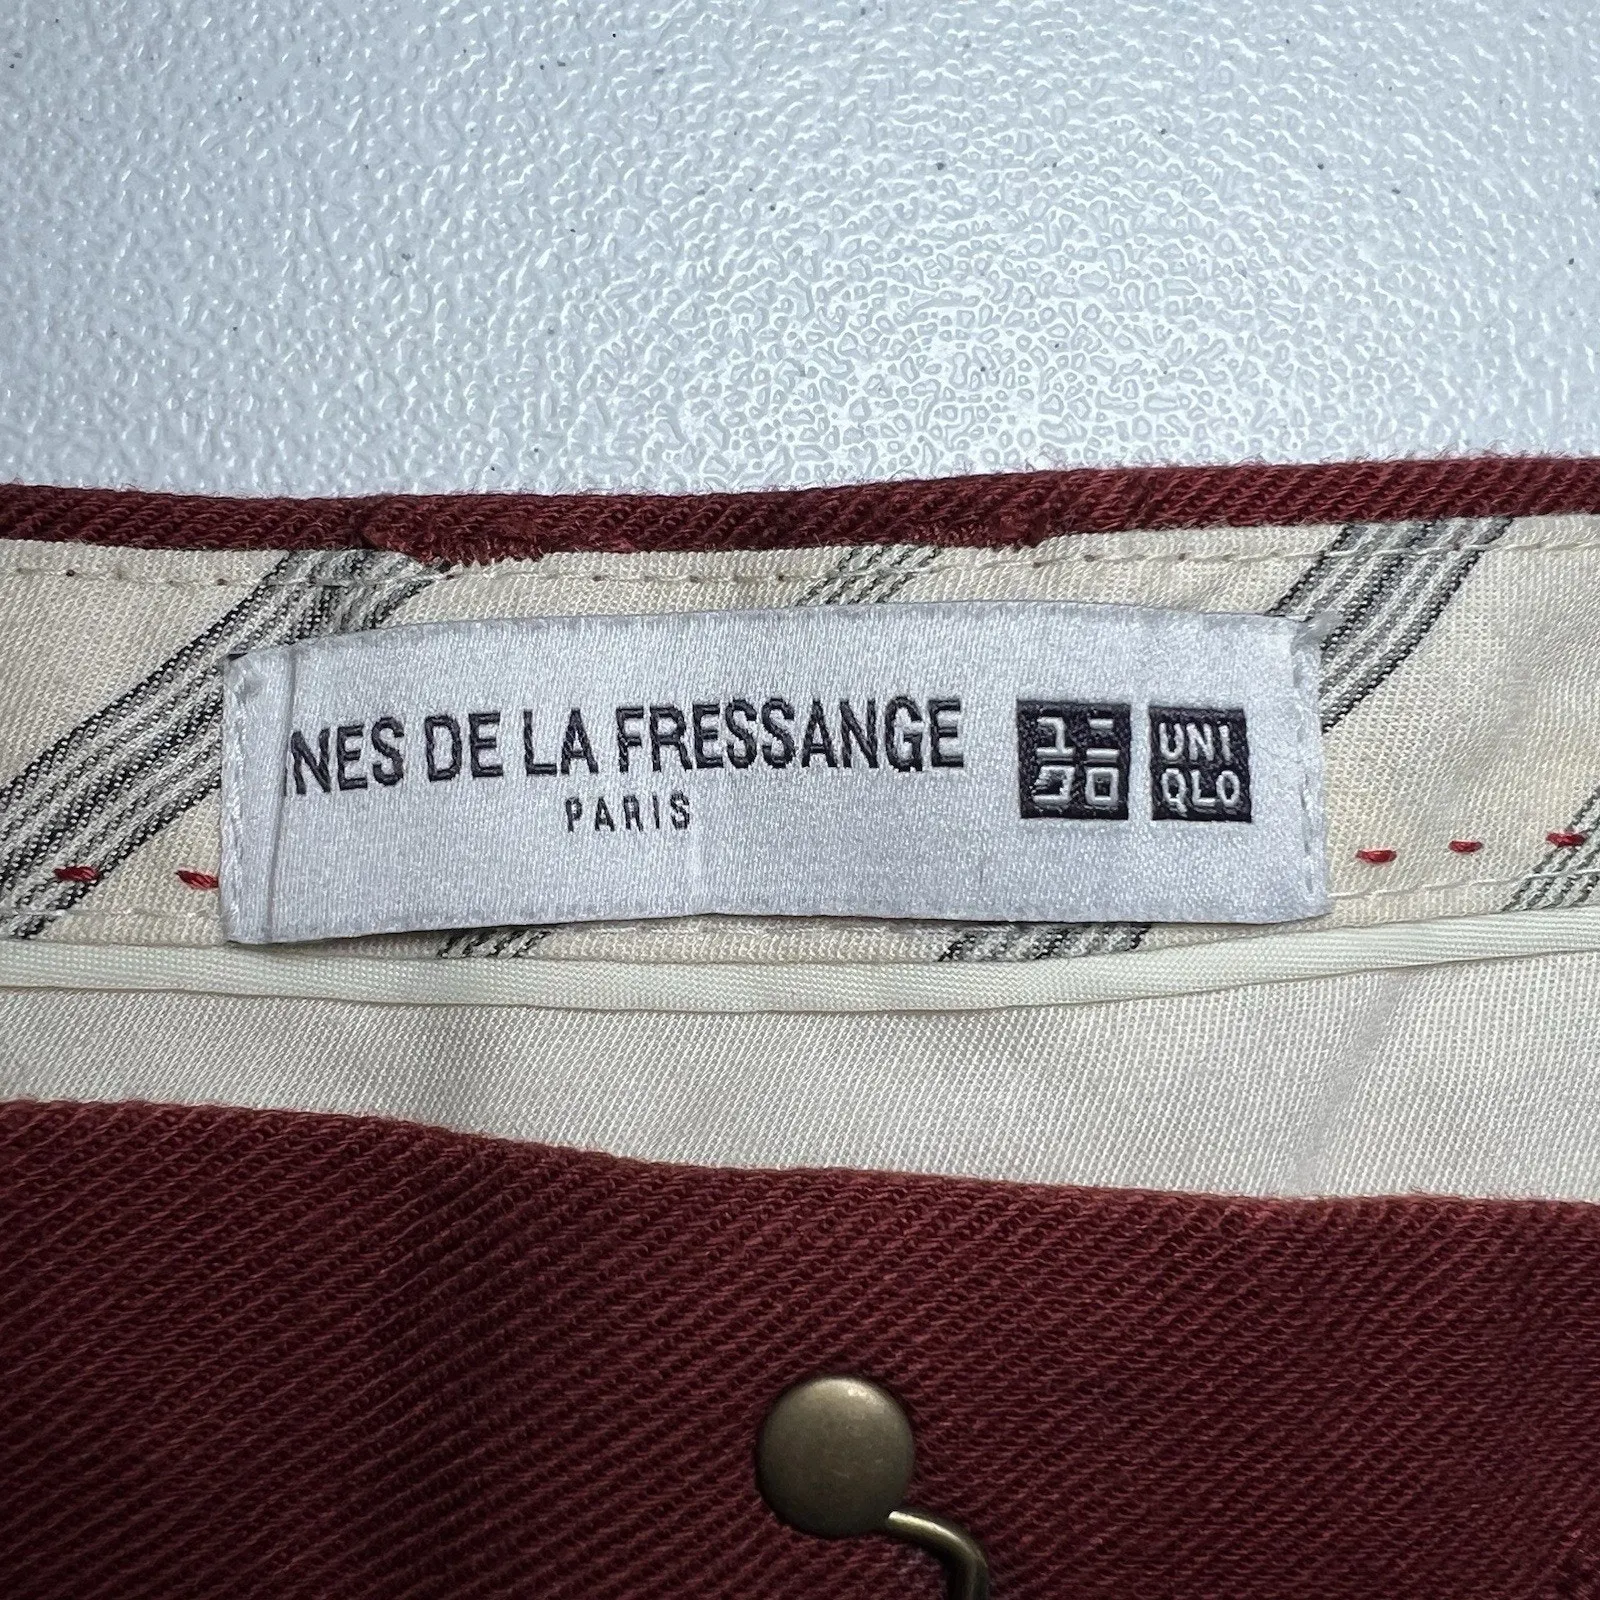 INES DE LA FRESSANGE
PARIS
ユニ
クロ
UNI
QLO